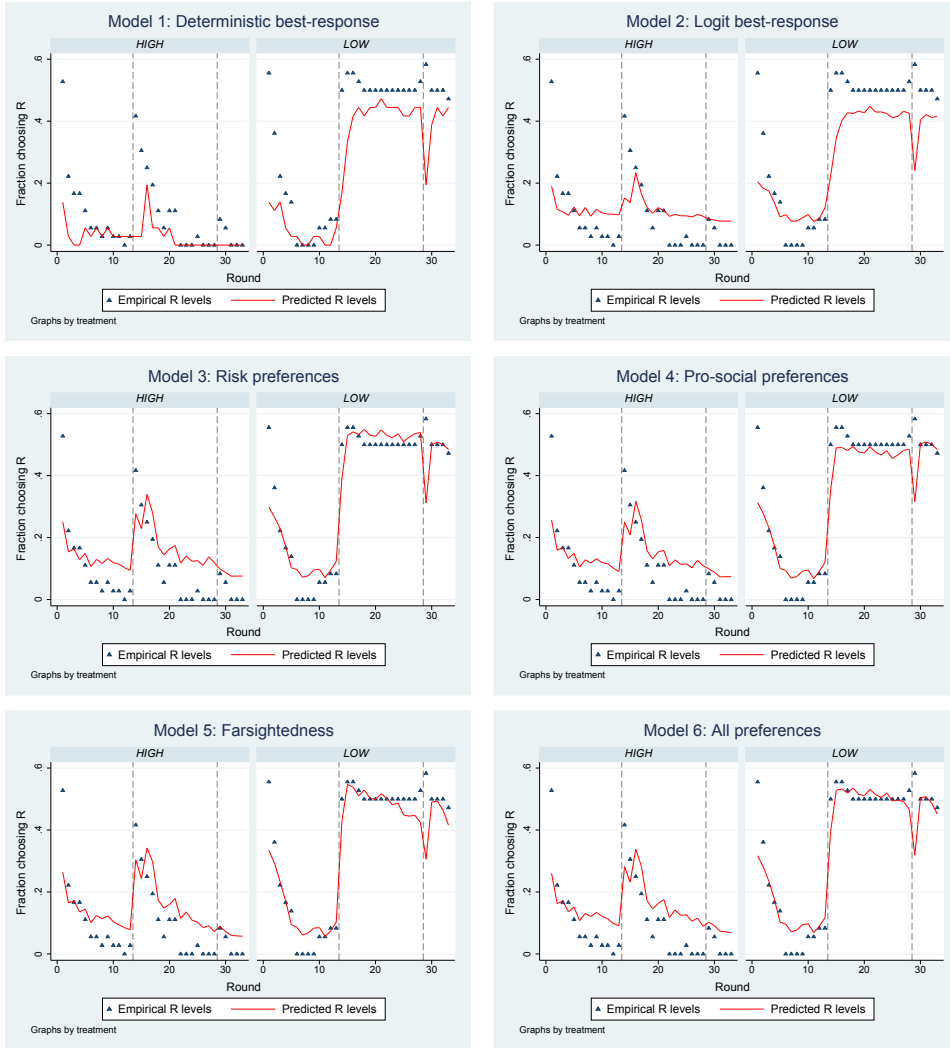 Model 1: Deterministic best-response
HIGH LOW
Fraction choosing R
0 .2 .4 .6
0 10 20 30 0 10 20 30
Round
Empirical R levels Predicted R levels
Graphs by treatment
Model 2: Logit best-response
HIGH LOW
Fraction choosing R
0 .2 .4 .6
0 10 20 30 0 10 20 30
Round
Empirical R levels Predicted R levels
Graphs by treatment
Model 3: Risk preferences
HIGH LOW
Fraction choosing R
0 .2 .4 .6
0 10 20 30 0 10 20 30
Round
Empirical R levels Predicted R levels
Graphs by treatment
Model 4: Pro-social preferences
HIGH LOW
Fraction choosing R
0 .2 .4 .6
0 10 20 30 0 10 20 30
Round
Empirical R levels Predicted R levels
Graphs by treatment
Model 5: Farsightedness
HIGH LOW
Fraction choosing R
0 .2 .4 .6
0 10 20 30 0 10 20 30
Round
Empirical R levels Predicted R levels
Graphs by treatment
Model 6: All preferences
HIGH LOW
Fraction choosing R
0 .2 .4 .6
0 10 20 30 0 10 20 30
Round
Empirical R levels Predicted R levels
Graphs by treatment